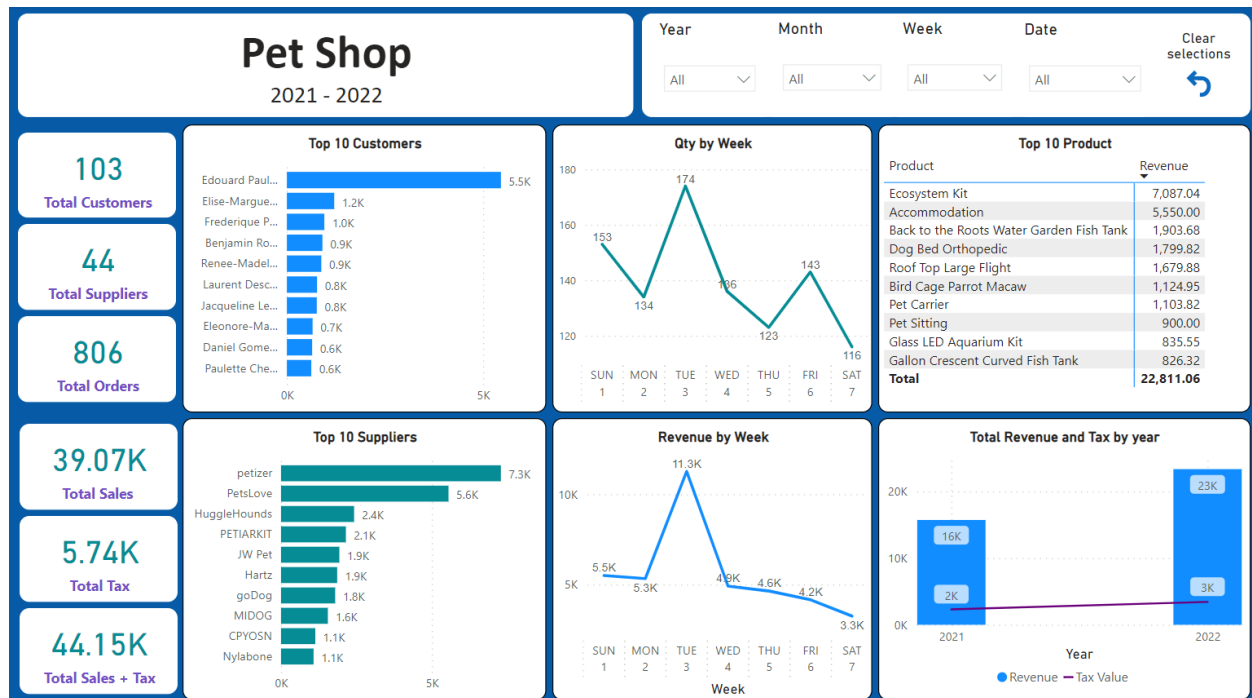 Pet Shop
2021 - 2022
Year
Month
Week
Date
Clear
selections
All
All
All
All
103
Total Customers
44
Total Suppliers
806
Total Orders
39.07K
Total Sales
5.74K
Total Tax
44.15K
Total Sales + Tax
Top 10 Customers
Edouard Paul... 5.5K
Elise-Margue... 1.2K
Frederique P... 1.0K
Benjamin Ro... 0.9K
Renee-Madel... 0.9K
Laurent Desc... 0.8K
Jacqueline Le... 0.8K
Eleonore-Ma... 0.7K
Daniel Gome... 0.6K
Paulette Che... 0.6K
0K 5K
Qty by Week
180
160
140
120
153
134
174
136
123
143
116
SUN MON TUE WED THU FRI SAT
1 2 3 4 5 6 7
Top 10 Product
Product Revenue
Ecosystem Kit 7,087.04
Accommodation 5,550.00
Back to the Roots Water Garden Fish Tank 1,903.68
Dog Bed Orthopedic 1,799.82
Roof Top Large Flight 1,679.88
Bird Cage Parrot Macaw 1,124.95
Pet Carrier 1,103.82
Pet Sitting 900.00
Glass LED Aquarium Kit 835.55
Gallon Crescent Curved Fish Tank 826.32
Total 22,811.06
Top 10 Suppliers
petizer 7.3K
PetsLove 5.6K
HuggleHounds 2.4K
PETIARKIT 2.1K
JW Pet 1.9K
Hartz 1.9K
goDog 1.8K
MIDOG 1.6K
CPYOSN 1.1K
Nylabone 1.1K
0K 5K
Revenue by Week
10K
5K
5.5K
5.3K
11.3K
4.9K
4.6K
4.2K
3.3K
SUN MON TUE WED THU FRI SAT
1 2 3 4 5 6 7
Week
Total Revenue and Tax by year
20K
10K
0K
16K
2K
23K
3K
2021 2022
Year
Revenue Tax Value